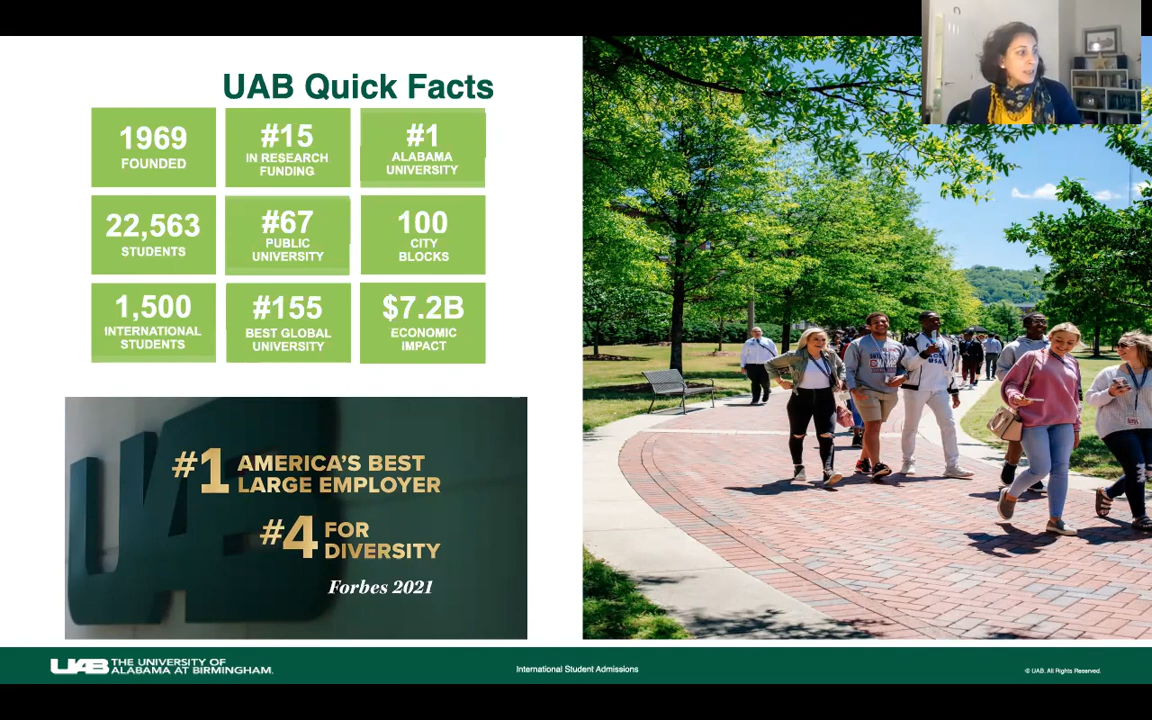 UAB Quick Facts
1969
FOUNDED
#15
IN RESEARCH
FUNDING
#1
ALABAMA
UNIVERSITY
22,563
STUDENTS
#67
PUBLIC
UNIVERSITY
100
CITY
BLOCKS
1,500
INTERNATIONAL
STUDENTS
#155
BEST GLOBAL
UNIVERSITY
$7.2B
ECONOMIC
IMPACT
UAB
#1 AMERICA'S BEST
LARGE EMPLOYER
#4 FOR
DIVERSITY
Forbes 2021
UAB THE UNIVERSITY OF
ALABAMA AT BIRMINGHAM.
International Student Admissions
© UAB. All Rights Reserved.